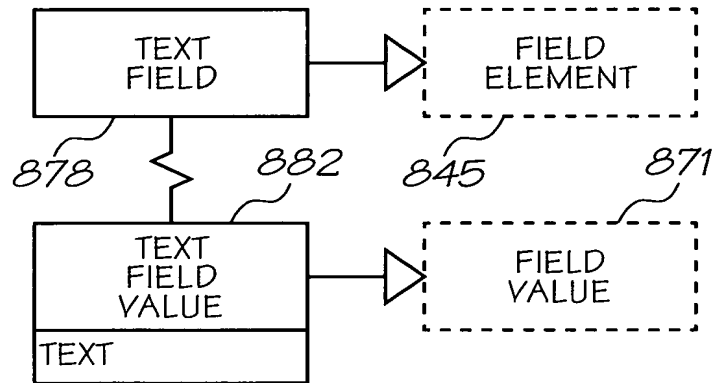 TEXT
FIELD
FIELD
ELEMENT
878
882
845
871
TEXT
FIELD
VALUE
FIELD
VALUE
TEXT